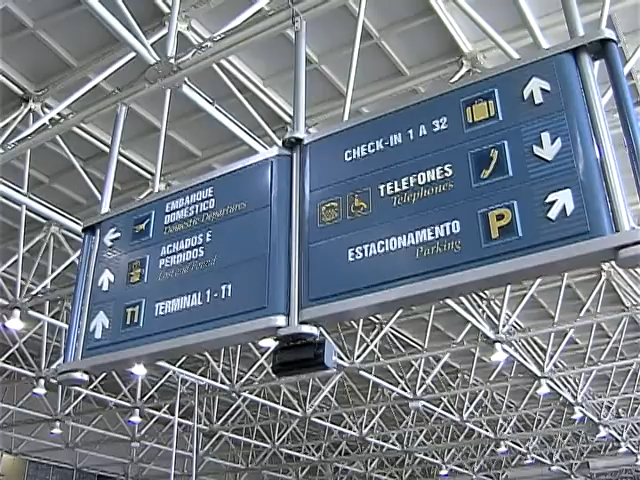 EMBARQUE
DOMÉSTICO
Domestic Departures
ACHADOS E
PERDIDOS
Lost and Found
T1 TERMINAL 1 - T1
CHECK-IN 1 A 32
TELEFONES
Telephones
ESTACIONAMENTO P
Parking